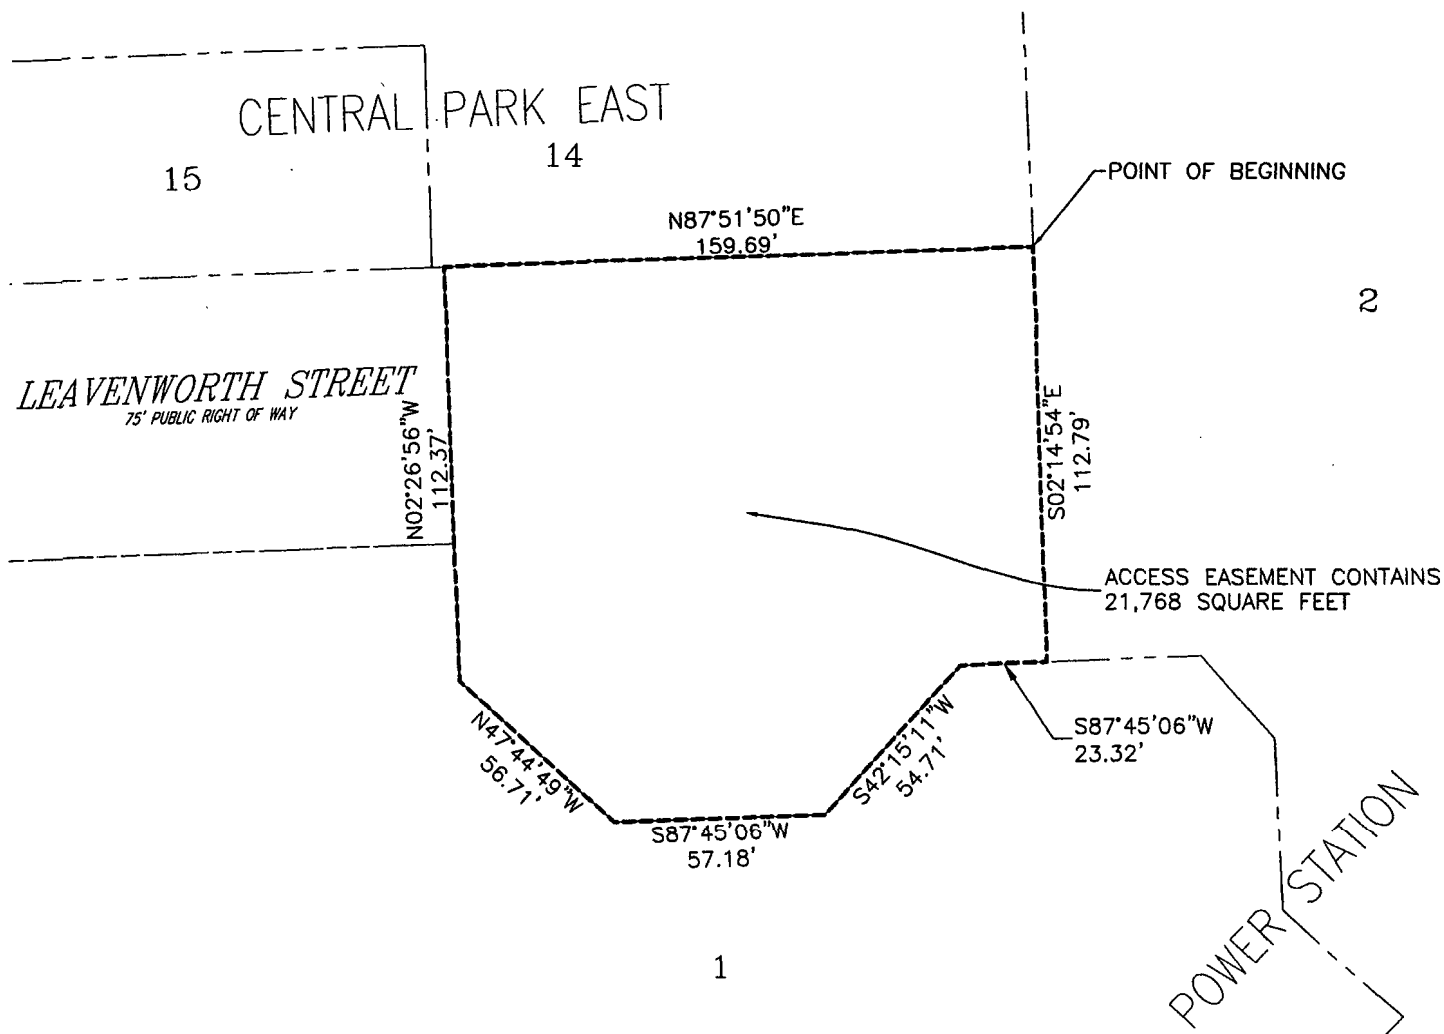 CENTRAL PARK EAST
15
14
POINT OF BEGINNING
N87°51'50"E
159.69'
2
LEAVENWORTH STREET
75' PUBLIC RIGHT OF WAY
N02°26'56"W
112.37'
S02°14'54"E
112.79'
ACCESS EASEMENT CONTAINS
21,768 SQUARE FEET
N47°44'49"W
56.71'
S87°45'06"W
57.18'
S42°15'11"W
54.71'
S87°45'06"W
23.32'
POWER STATION
1